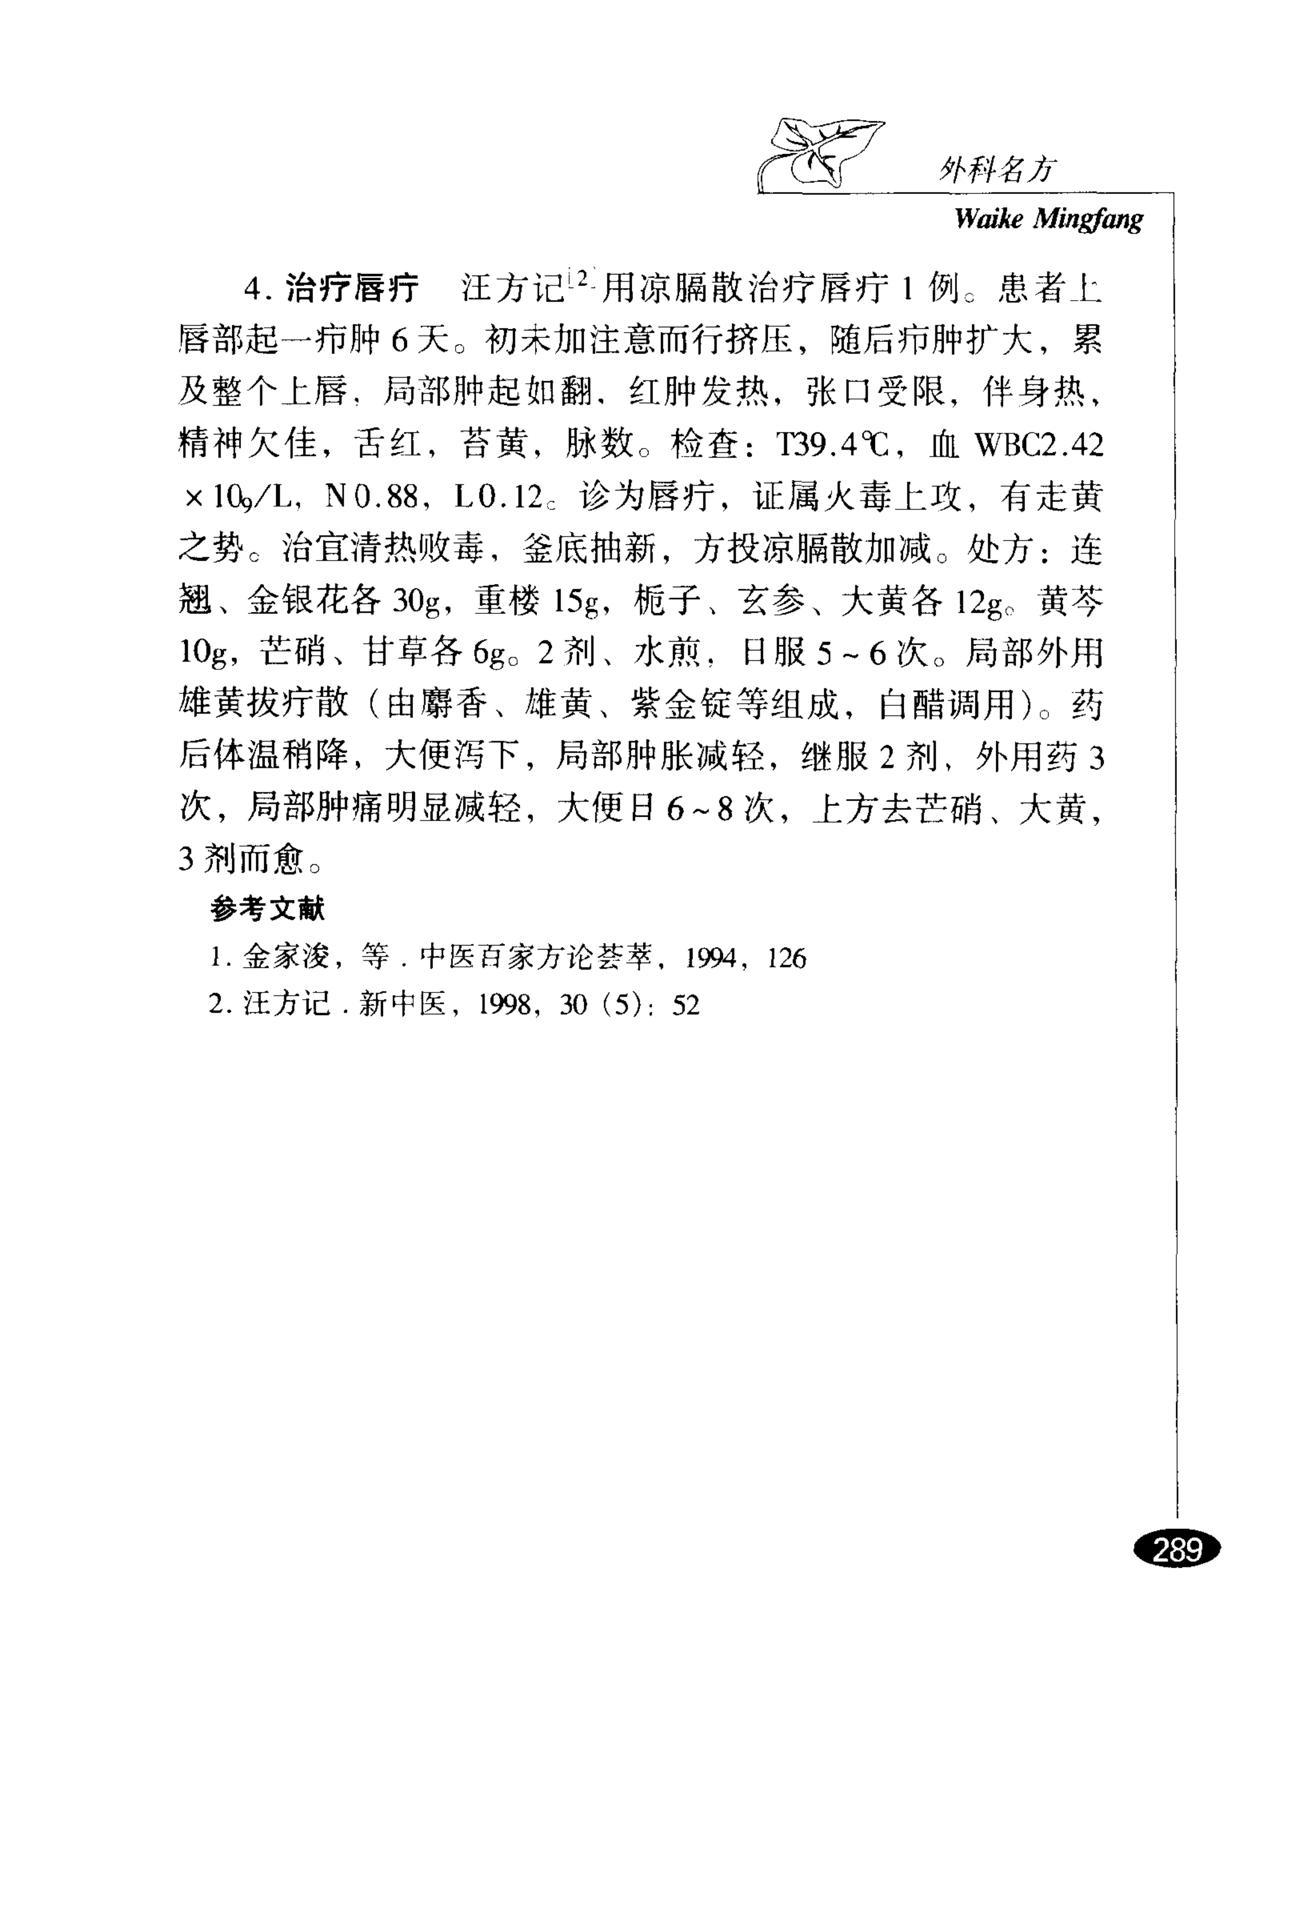 外科名方
Waike Mingfang
4. 治疗唇疔 汪方记[2]用凉膈散治疗唇疔 1 例。患者上
唇部起一疖肿 6 天。初未加注意而行挤压，随后疖肿扩大，累
及整个上唇，局部肿起如翻，红肿发热，张口受限，伴身热，
精神欠佳，舌红，苔黄，脉数。检查：T39.4℃，血 WBC2.42
×10₉/L，N0.88，L0.12。诊为唇疔，证属火毒上攻，有走黄
之势。治宜清热败毒，釜底抽新，方投凉膈散加减。处方：连
翘、金银花各 30g，重楼 15g，栀子、玄参、大黄各 12g。黄芩
10g，芒硝、甘草各 6g。2 剂、水煎，日服 5～6 次。局部外用
雄黄拔疔散（由麝香、雄黄、紫金锭等组成，白醋调用）。药
后体温稍降，大便泻下，局部肿胀减轻，继服 2 剂，外用药 3
次，局部肿痛明显减轻，大便日 6～8 次，上方去芒硝、大黄，
3 剂而愈。
参考文献
1. 金家浚，等．中医百家方论荟萃，1994，126
2. 汪方记．新中医，1998，30（5）：52
289